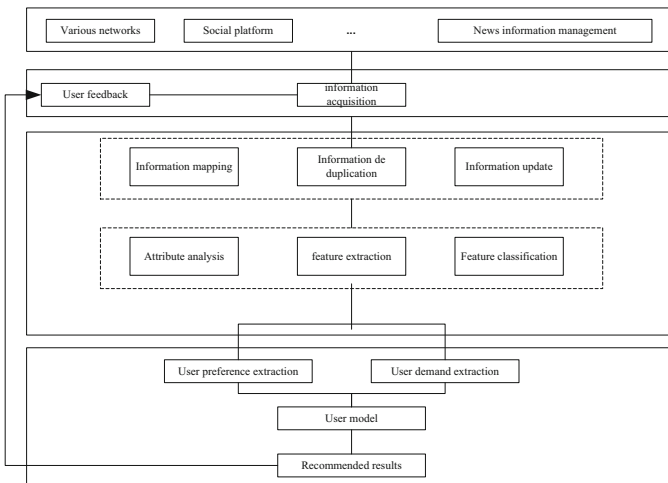 Various networks
Social platform
...
News information management
User feedback
information
acquisition
Information mapping
Information de
duplication
Information update
Attribute analysis
feature extraction
Feature classification
User preference extraction
User demand extraction
User model
Recommended results